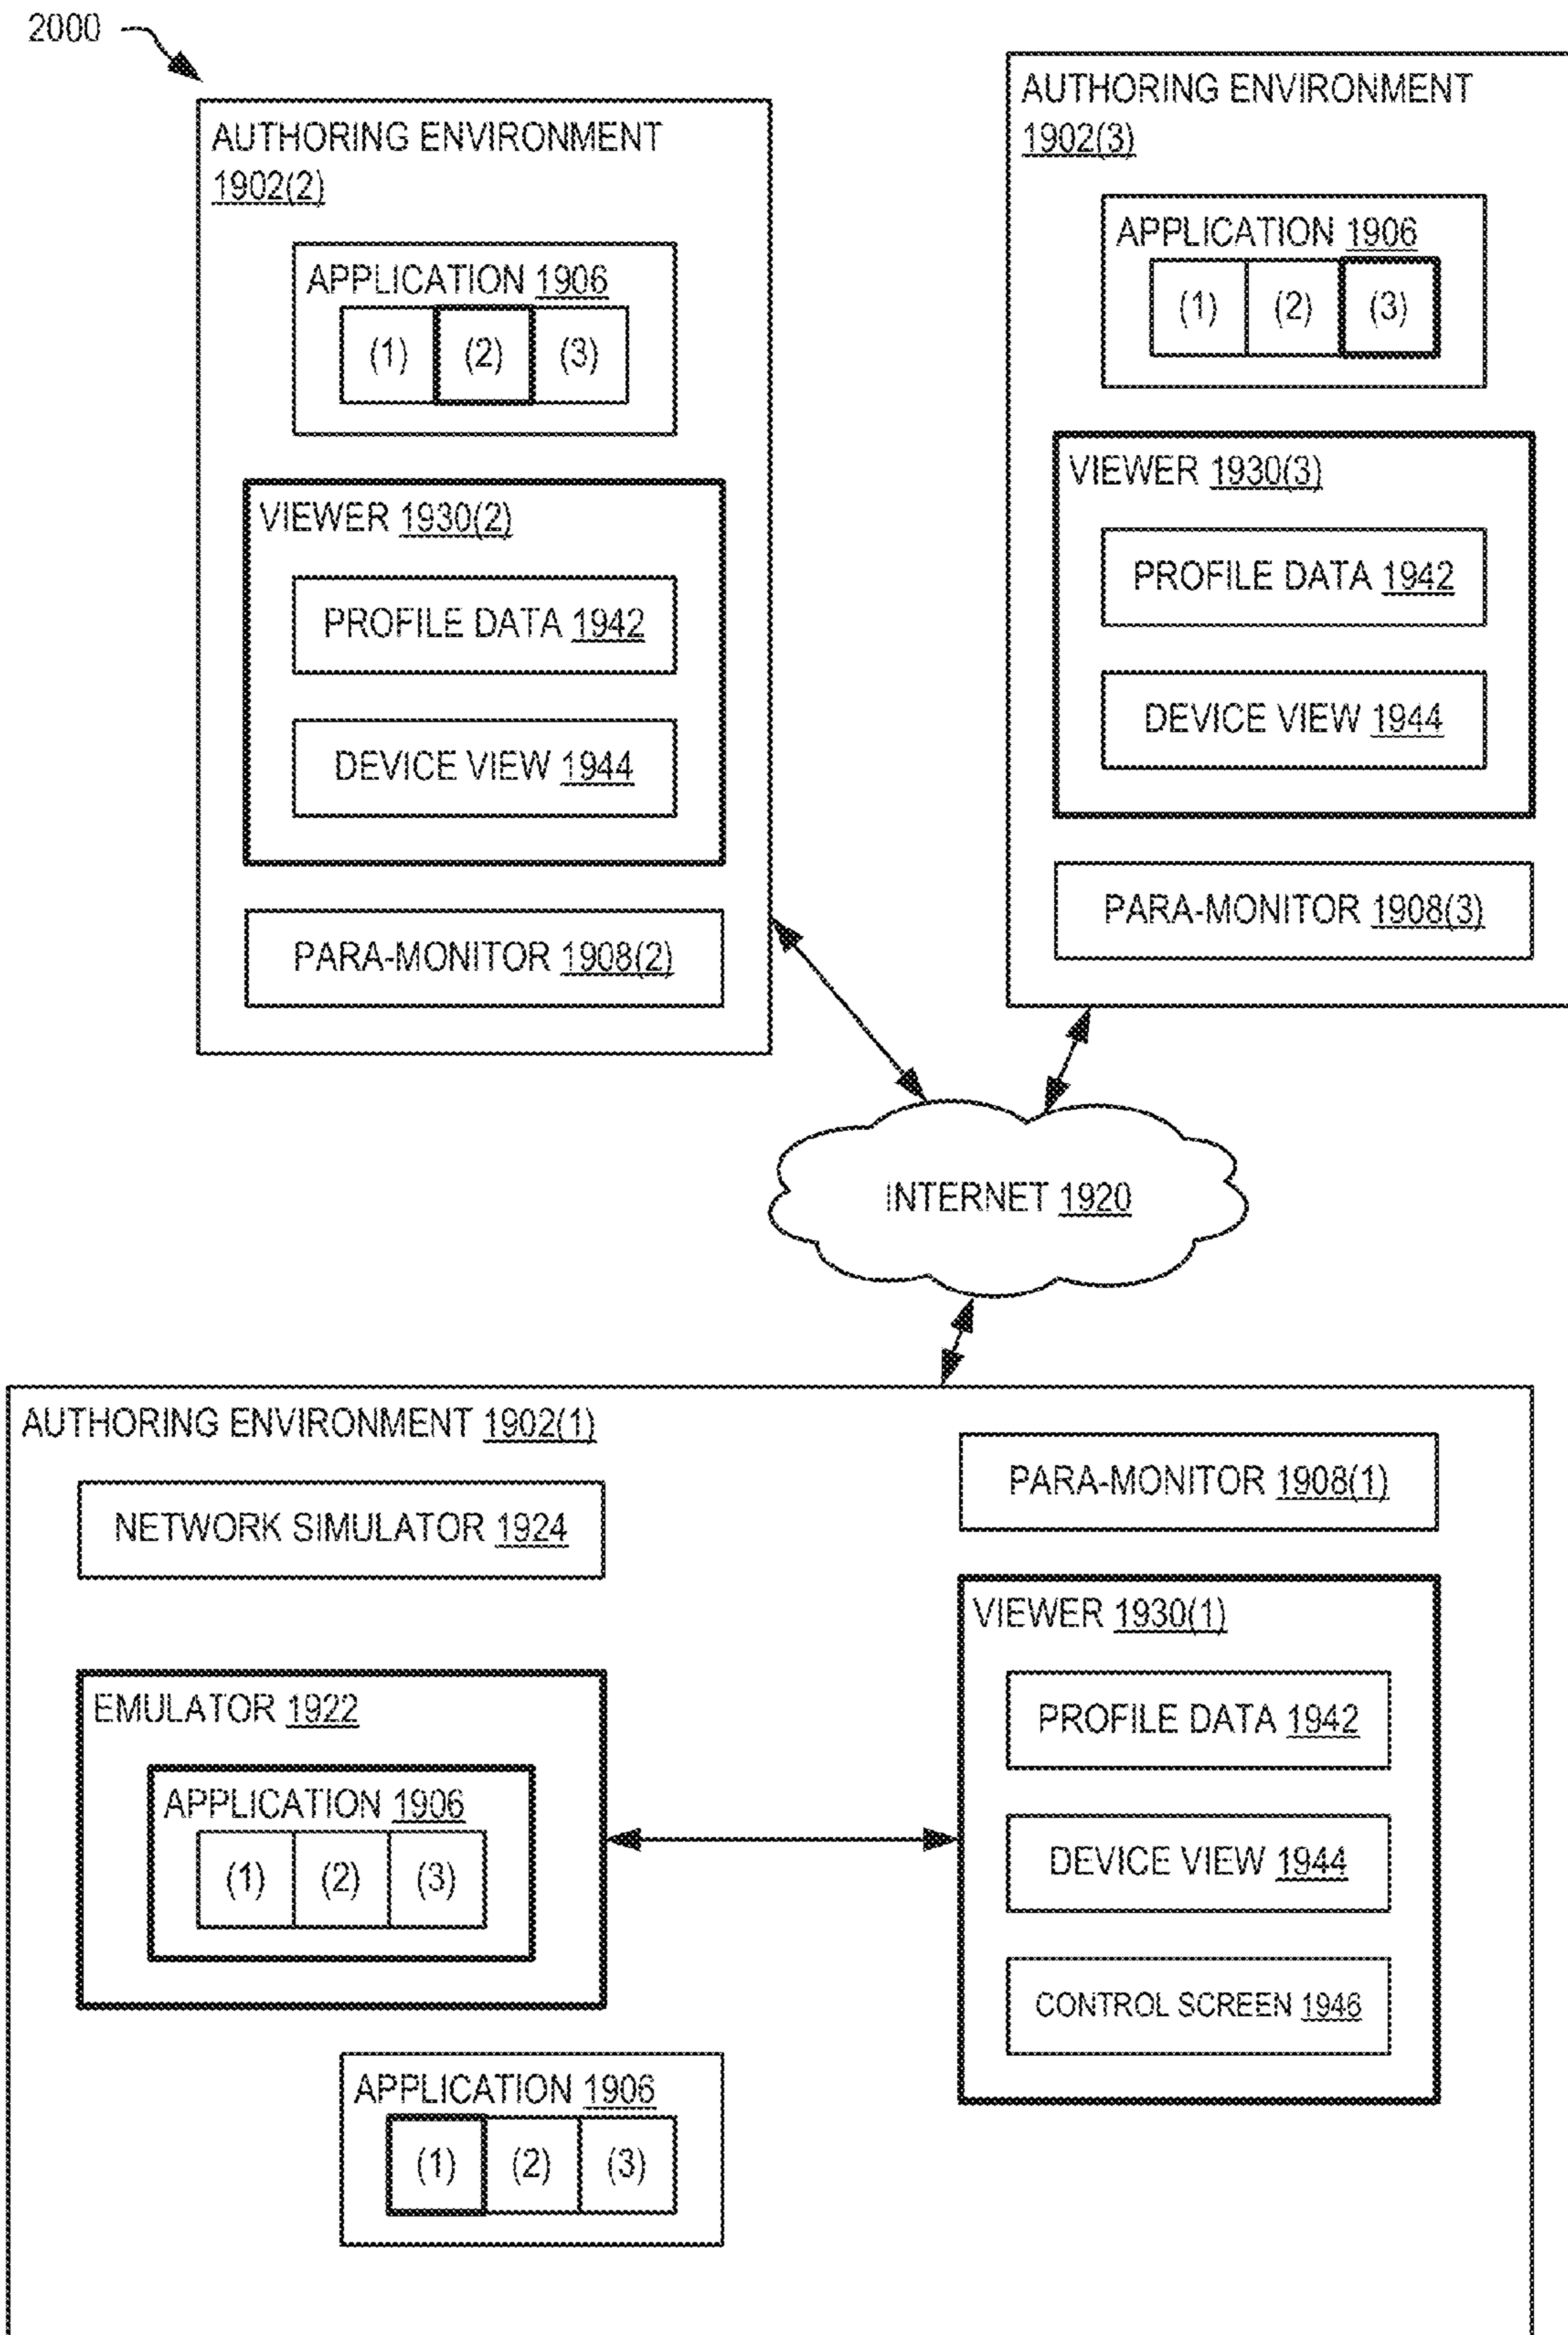 2000
AUTHORING ENVIRONMENT
1902(2)
APPLICATION 1906
(1) (2) (3)
VIEWER 1930(2)
PROFILE DATA 1942
DEVICE VIEW 1944
PARA-MONITOR 1908(2)
AUTHORING ENVIRONMENT
1902(3)
APPLICATION 1906
(1) (2) (3)
VIEWER 1930(3)
PROFILE DATA 1942
DEVICE VIEW 1944
PARA-MONITOR 1908(3)
INTERNET 1920
AUTHORING ENVIRONMENT 1902(1)
NETWORK SIMULATOR 1924
EMULATOR 1922
APPLICATION 1906
(1) (2) (3)
APPLICATION 1906
(1) (2) (3)
PARA-MONITOR 1908(1)
VIEWER 1930(1)
PROFILE DATA 1942
DEVICE VIEW 1944
CONTROL SCREEN 1946